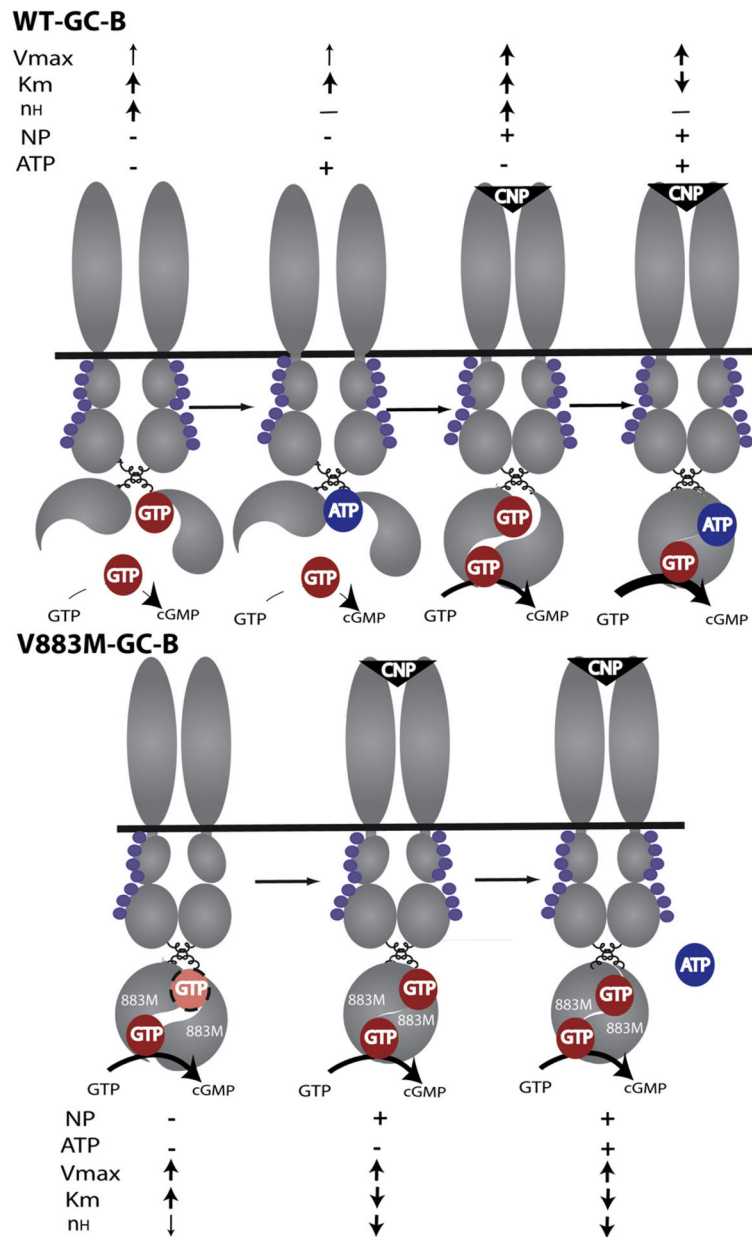 WT-GC-B
Vmax ↑ ↑ ↑ ↑
Km ↑ ↑ ↑ ↓
nH ↑ — ↑ —
NP - - + +
ATP - + - +
CNP CNP
GTP ATP GTP ATP
GTP GTP GTP GTP
GTP cGMP GTP cGMP GTP cGMP GTP cGMP
V883M-GC-B
CNP CNP
ATP
GTP GTP GTP
883M 883M 883M
883M 883M 883M
GTP GTP GTP
GTP cGMP GTP cGMP GTP cGMP
NP - + +
ATP - - +
Vmax ↑ ↑ ↑
Km ↑ ↓ ↓
nH ↓ ↓ ↓